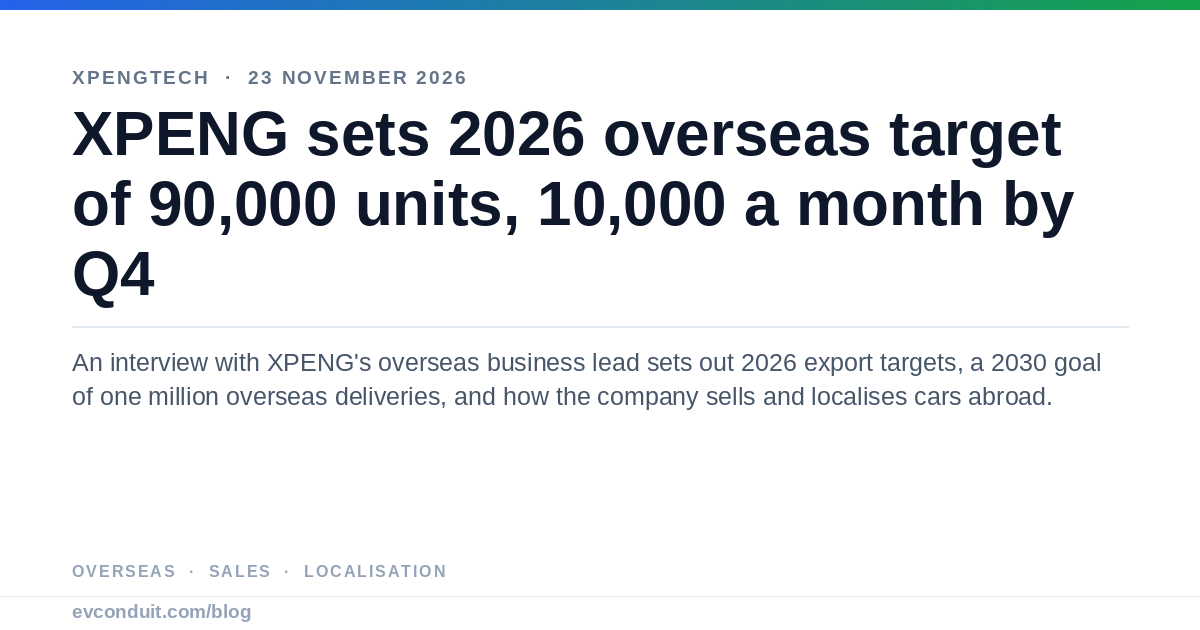 XPENGTECH · 23 NOVEMBER 2026
XPENG sets 2026 overseas target
of 90,000 units, 10,000 a month by
Q4
An interview with XPENG's overseas business lead sets out 2026 export targets, a 2030 goal
of one million overseas deliveries, and how the company sells and localises cars abroad.
OVERSEAS · SALES · LOCALISATION
evconduit.com/blog